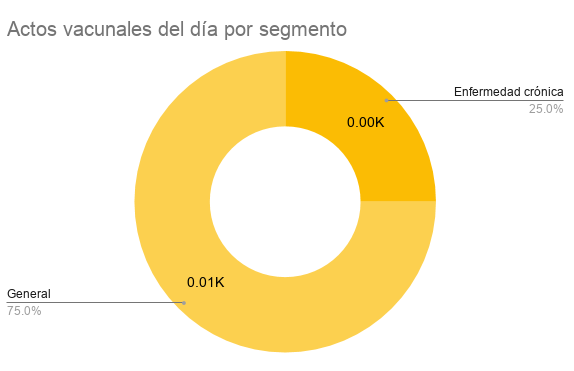 Actos vacunales del día por segmento
Enfermedad crónica
25.0%
0.00K
0.01K
General
75.0%